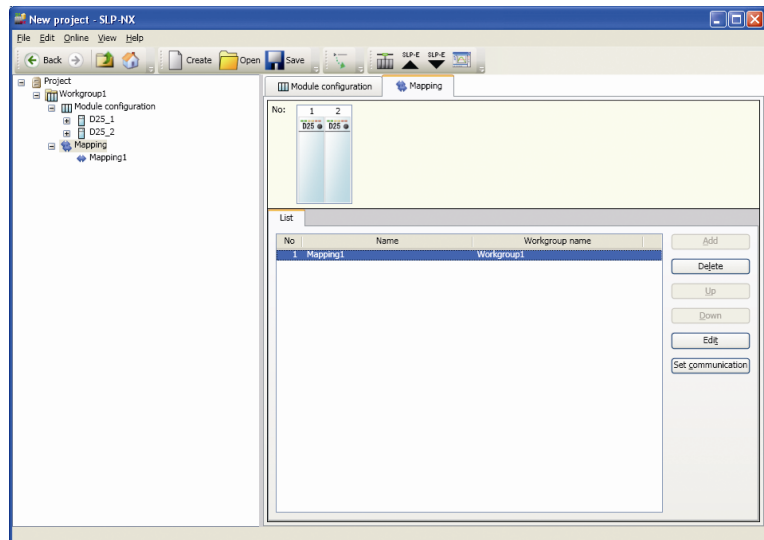 New project - SLP-NX
File Edit Online View Help
Back Create Open Save SLP-E SLP-E
Project
Workgroup1
Module configuration
D25_1
D25_2
Mapping
Mapping1
Module configuration Mapping
No: 1 2
D25 D25
List
No Name Workgroup name
1 Mapping1 Workgroup1
Add
Delete
Up
Down
Edit
Set communication